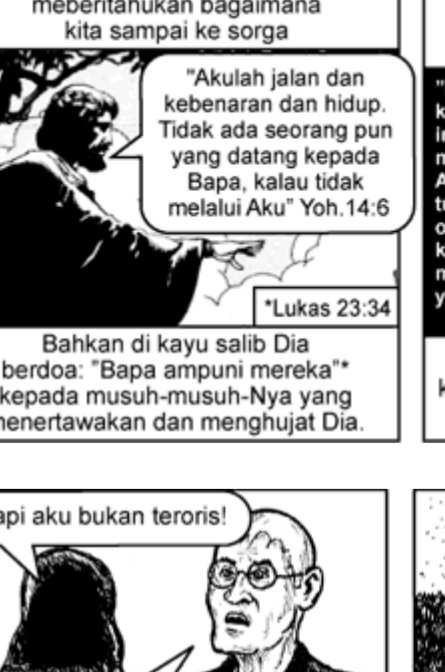 meberitahukan bagaimana
kita sampai ke sorga
"Akulah jalan dan
kebenaran dan hidup.
Tidak ada seorang pun
yang datang kepada
Bapa, kalau tidak
melalui Aku" Yoh.14:6
*Lukas 23:34
Bahkan di kayu salib Dia
berdoa: "Bapa ampuni mereka"*
kepada musuh-musuh-Nya yang
menertawakan dan menghujat Dia.
api aku bukan teroris!